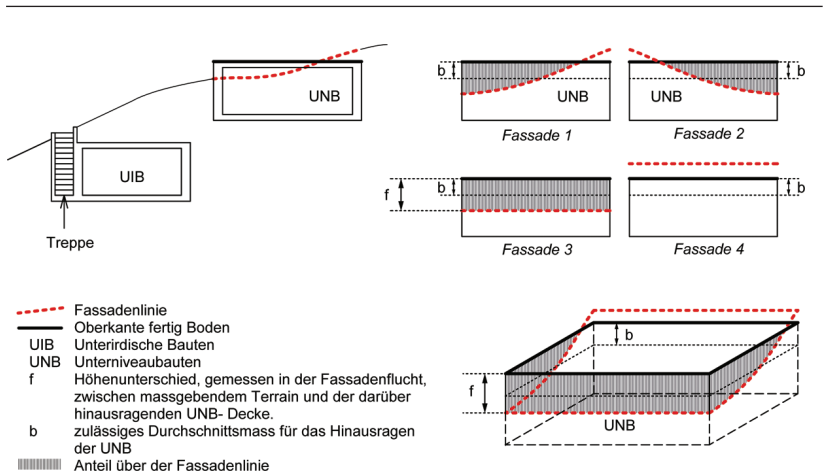 UNB
UIB
Treppe
b
UNB
Fassade 1
b
UNB
Fassade 2
f
b
Fassade 3
b
Fassade 4
Fassadenlinie
Oberkante fertig Boden
UIB Unterirdische Bauten
UNB Unterniveaubauten
f Höhenunterschied, gemessen in der Fassadenflucht,
zwischen massgebendem Terrain und der darüber
hinausragenden UNB- Decke.
b zulässiges Durchschnittsmass für das Hinausragen
der UNB
Anteil über der Fassadenlinie
b
f
UNB